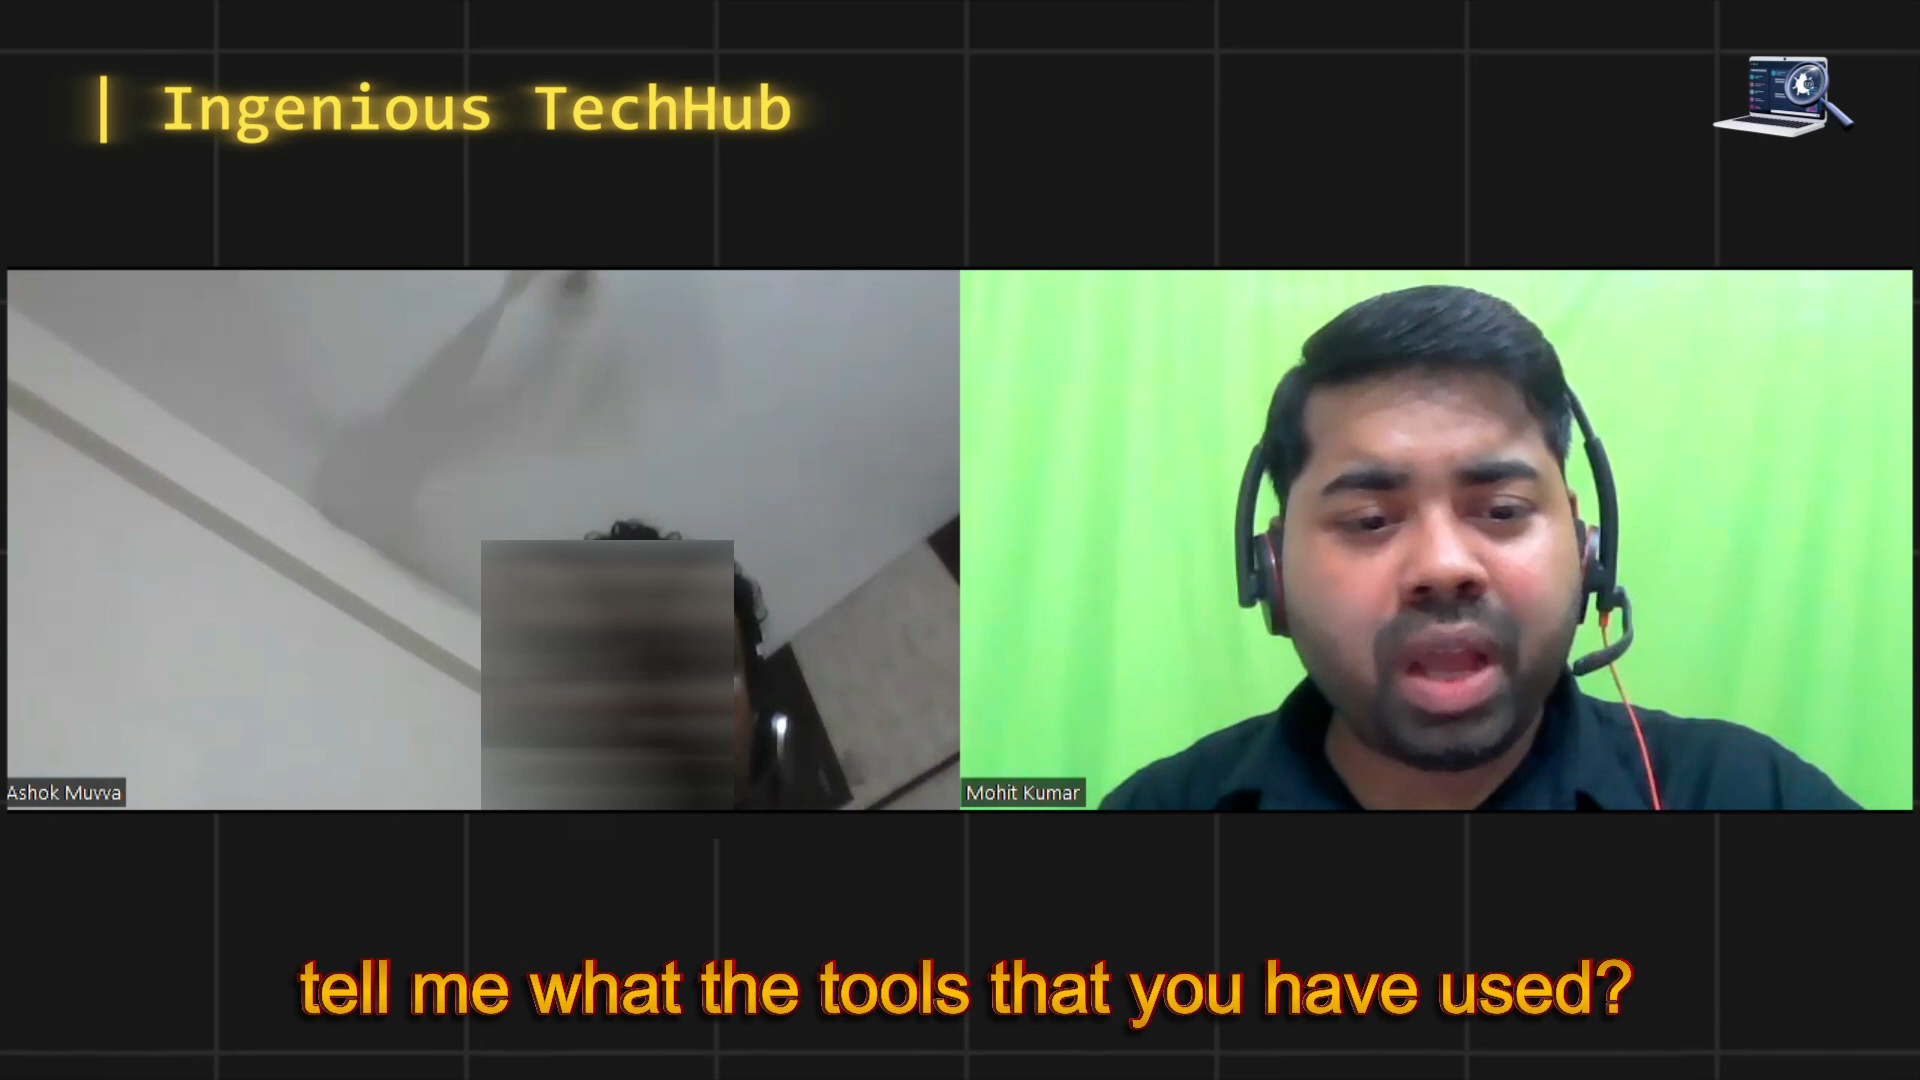 | Ingenious TechHub
Ashok Muvva
Mohit Kumar
tell me what the tools that you have used?